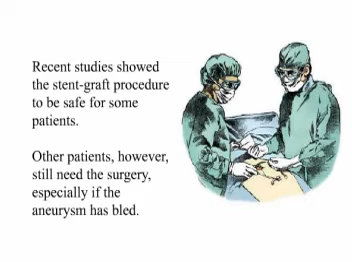 Recent studies showed
the stent-graft procedure
to be safe for some
patients.
Other patients, however,
still need the surgery,
especially if the
aneurysm has bled.